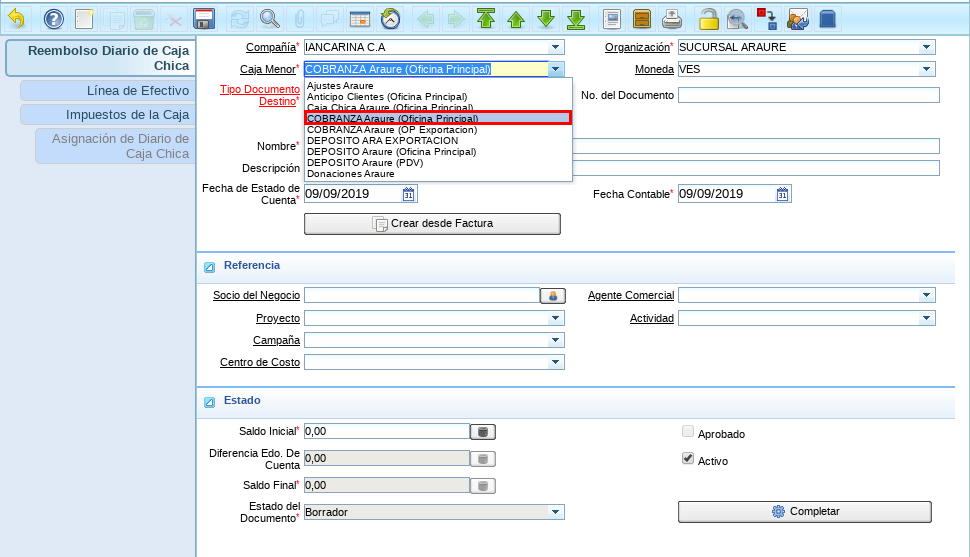 Reembolso Diario de Caja
Chica
Línea de Efectivo
Impuestos de la Caja
Asignación de Diario de
Caja Chica
Compañía* IANCARINA C.A Organización* SUCURSAL ARAURE
Caja Menor* COBRANZA Araure (Oficina Principal) Moneda VES
Tipo Documento
Destino* No. del Documento
Ajustes Araure
Anticipo Clientes (Oficina Principal)
Caja Chica Araure (Oficina Principal)
COBRANZA Araure (Oficina Principal)
COBRANZA Araure (OP Exportacion)
DEPOSITO ARA EXPORTACION
DEPOSITO Araure (Oficina Principal)
DEPOSITO Araure (PDV)
Donaciones Araure
Nombre*
Descripción
Fecha de Estado de
Cuenta* 09/09/2019 31 Fecha Contable* 09/09/2019 31
Crear desde Factura
Referencia
Socio del Negocio Agente Comercial
Proyecto Actividad
Campaña
Centro de Costo
Estado
Saldo Inicial* 0,00 Aprobado
Diferencia Edo. De
Cuenta 0,00 Activo
Saldo Final* 0,00
Estado del
Documento* Borrador Completar